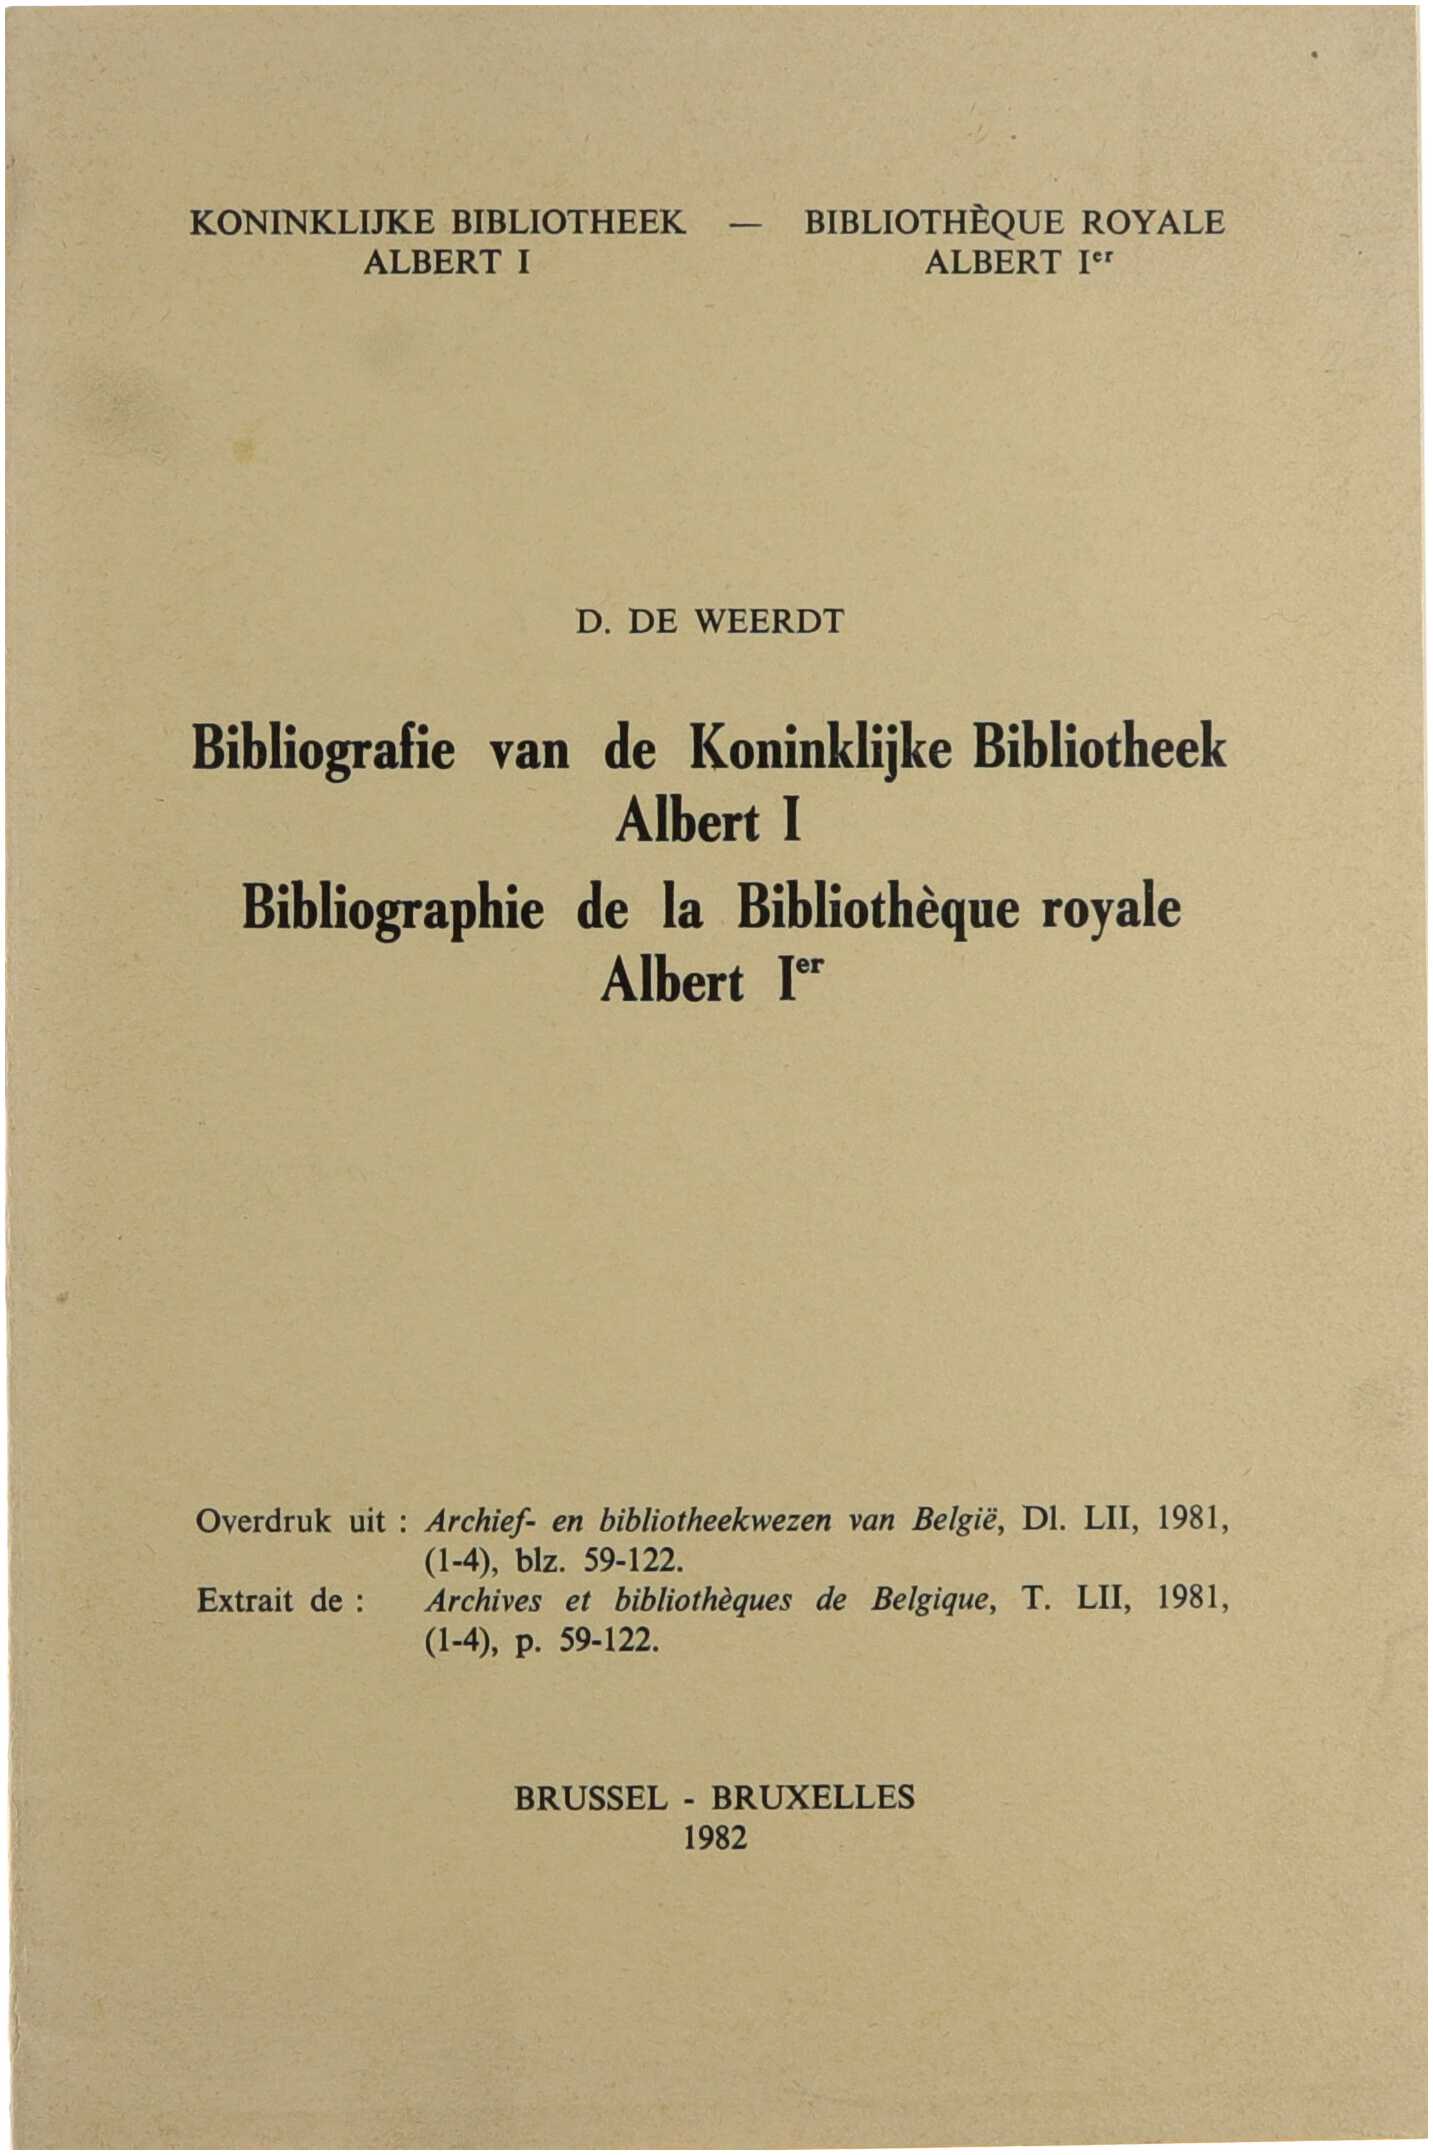 KONINKLIJKE BIBLIOTHEEK — BIBLIOTHÈQUE ROYALE
ALBERT I ALBERT Ier
D. DE WEERDT
Bibliografie van de Koninklijke Bibliotheek
Albert I
Bibliographie de la Bibliothèque royale
Albert Ier
Overdruk uit : Archief- en bibliotheekwezen van België, Dl. LII, 1981,
(1-4), blz. 59-122.
Extrait de : Archives et bibliothèques de Belgique, T. LII, 1981,
(1-4), p. 59-122.
BRUSSEL - BRUXELLES
1982